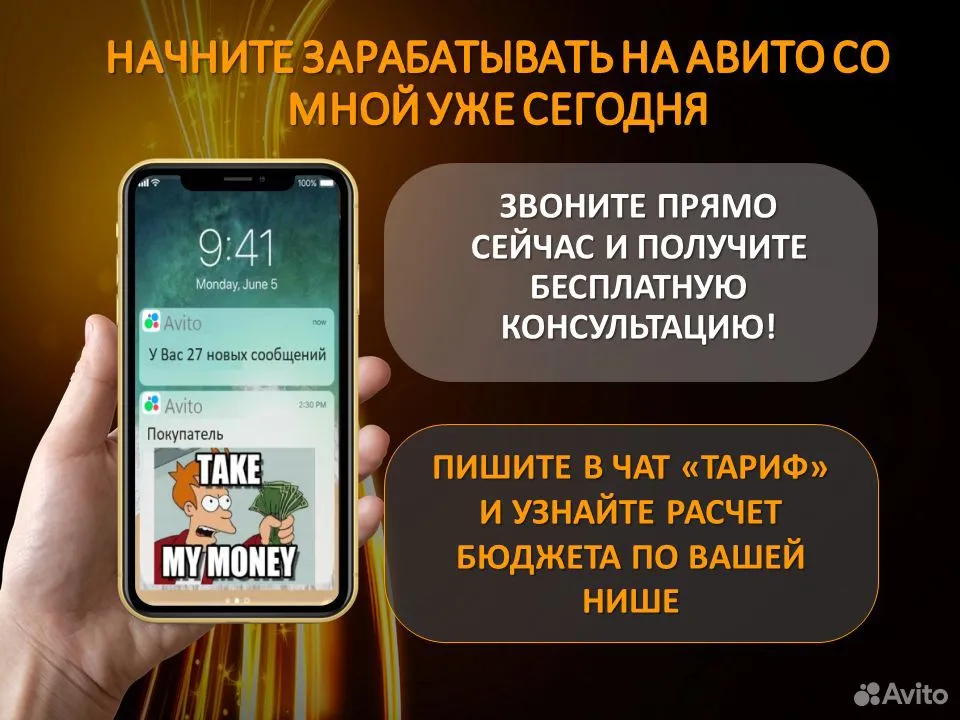 НАЧНИТЕ ЗАРАБАТЫВАТЬ НА АВИТО СО
МНОЙ УЖЕ СЕГОДНЯ
100%
9:41
Monday, June 5
Avito
now
У Вас 27 новых сообщений
Avito
2:30 PM
Покупатель
TAKE
MY MONEY
ЗВОНИТЕ ПРЯМО
СЕЙЧАС И ПОЛУЧИТЕ
БЕСПЛАТНУЮ
КОНСУЛЬТАЦИЮ!
ПИШИТЕ В ЧАТ «ТАРИФ»
И УЗНАЙТЕ РАСЧЕТ
БЮДЖЕТА ПО ВАШЕЙ
НИШЕ
Avito